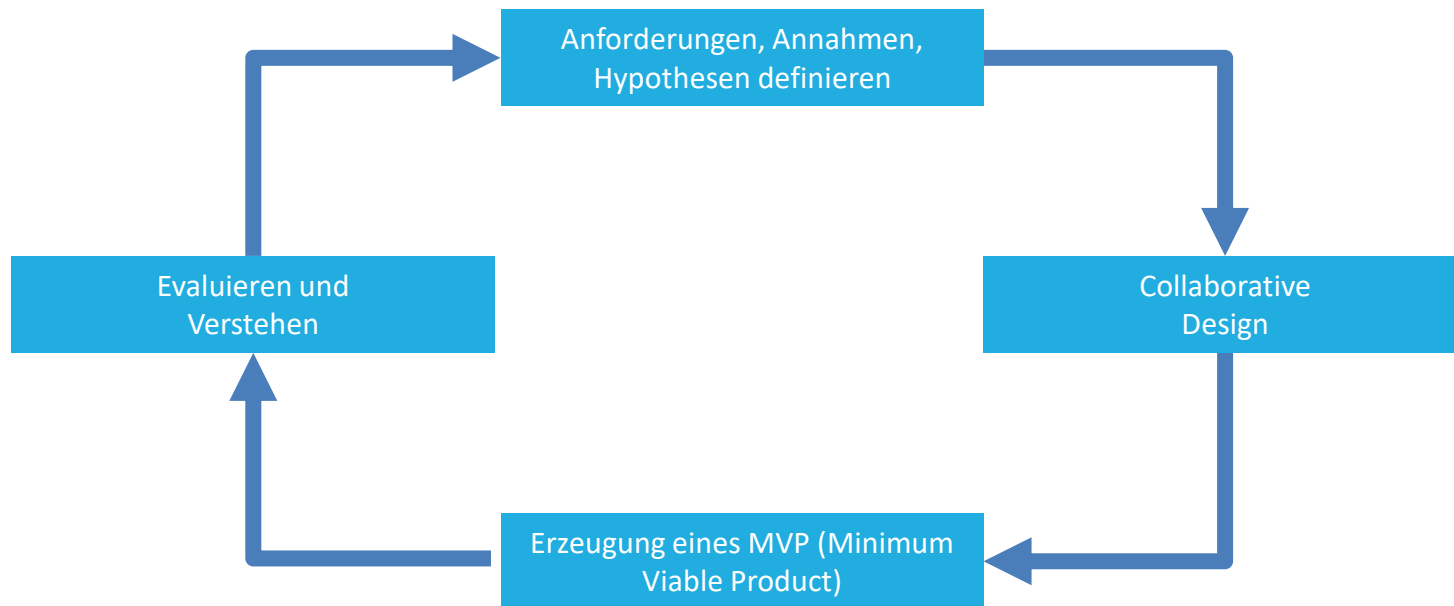 Anforderungen, Annahmen,
Hypothesen definieren
Evaluieren und
Verstehen
Collaborative
Design
Erzeugung eines MVP (Minimum
Viable Product)